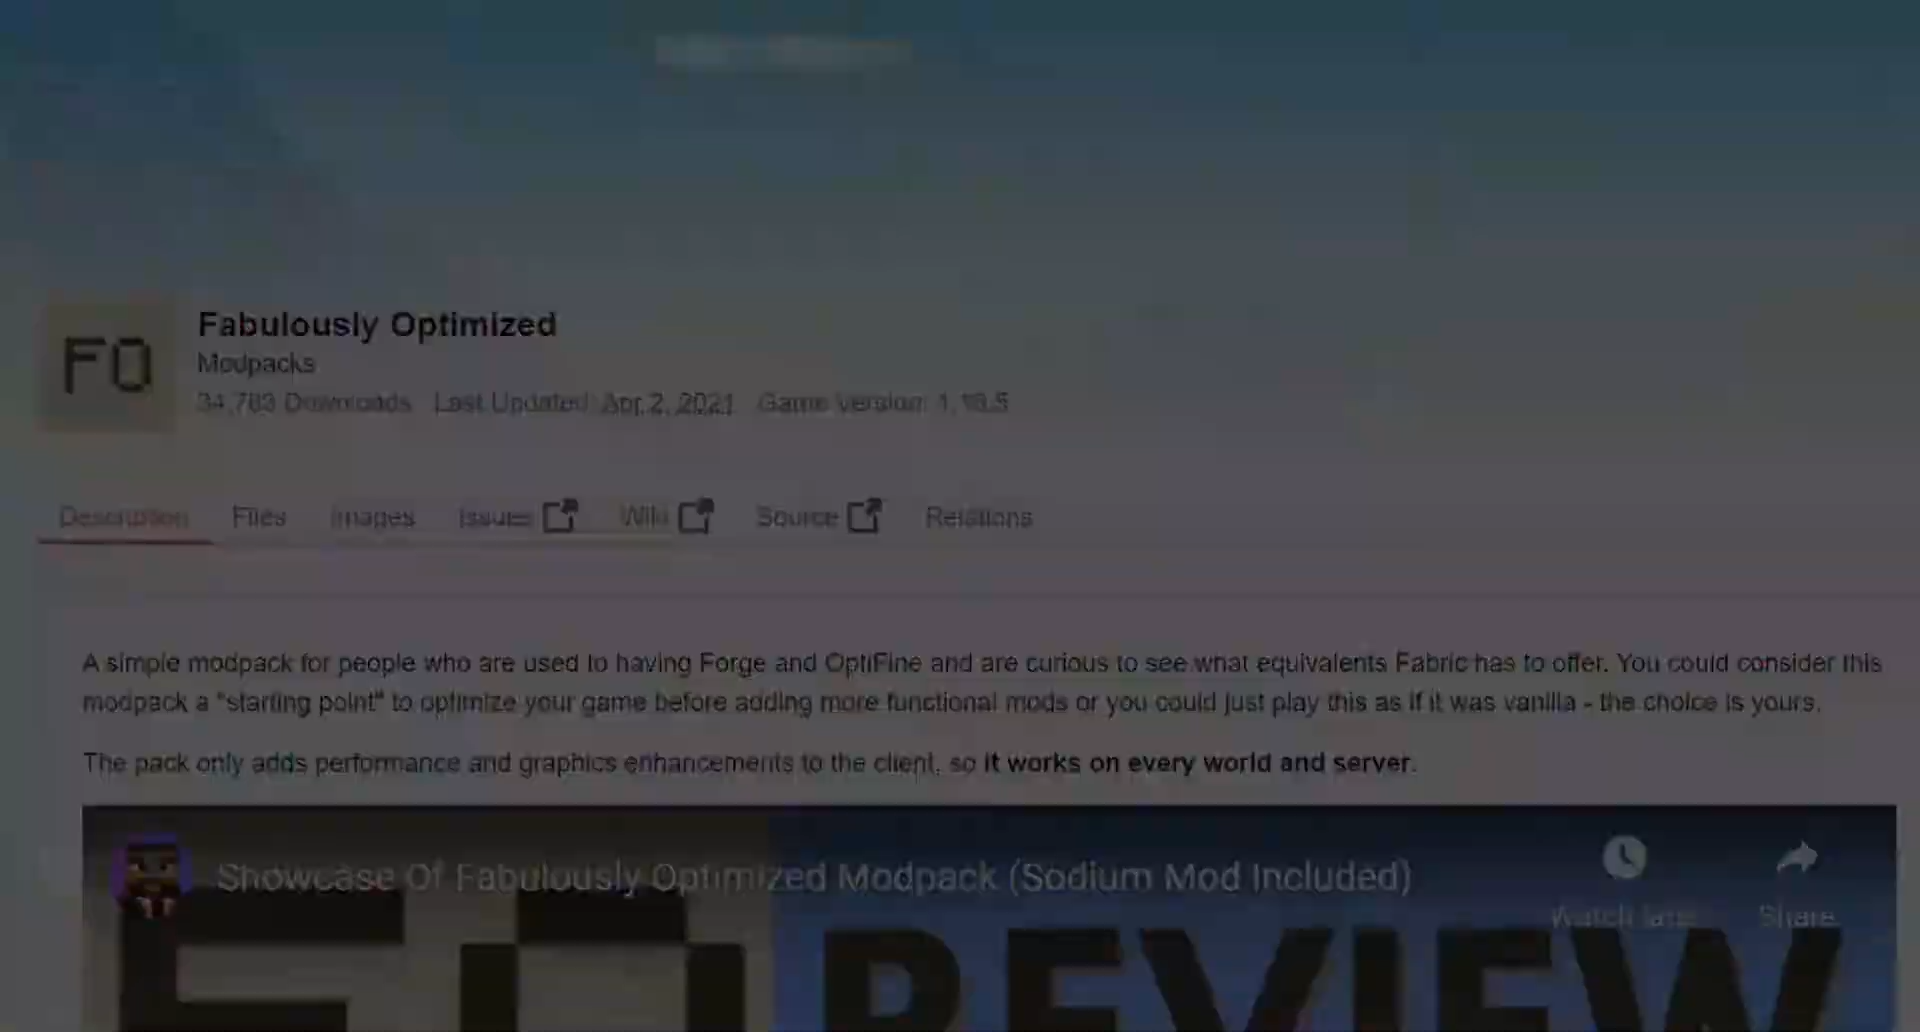 FO
Fabulously Optimized
Modpacks
34,783 Downloads Last Updated: Apr 2, 2021 Game Version: 1.16.5
Description Files Images Issues Wiki Source Relations
A simple modpack for people who are used to having Forge and OptiFine and are curious to see what equivalents Fabric has to offer. You could consider this
modpack a "starting point" to optimize your game before adding more functional mods or you could just play this as if it was vanilla - the choice is yours.
The pack only adds performance and graphics enhancements to the client, so it works on every world and server.
Showcase Of Fabulously Optimized Modpack (Sodium Mod Included)
Watch later Share
FO REVIEW